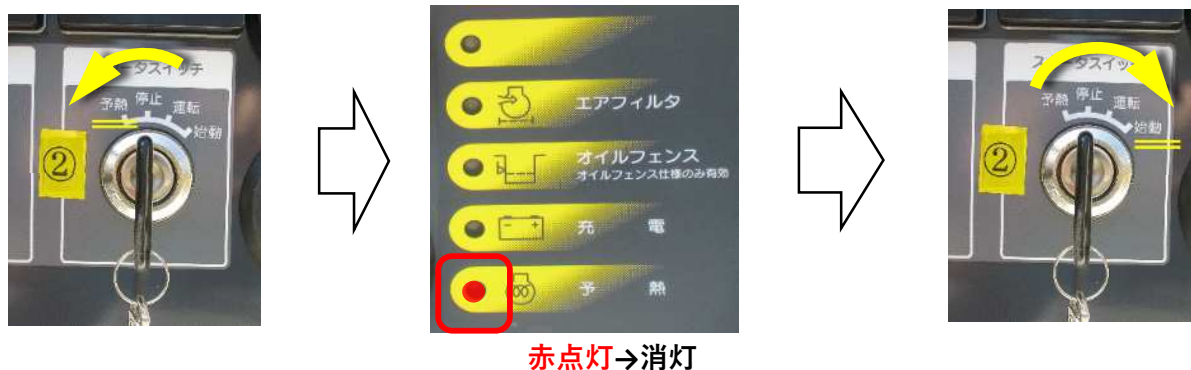 スタータスイッチ
予熱 停止 運転 始動
②
エアフィルタ
オイルフェンス
オイルフェンス仕様のみ有効
充電
予熱
赤点灯→消灯
スタータスイッチ
予熱 停止 運転 始動
②